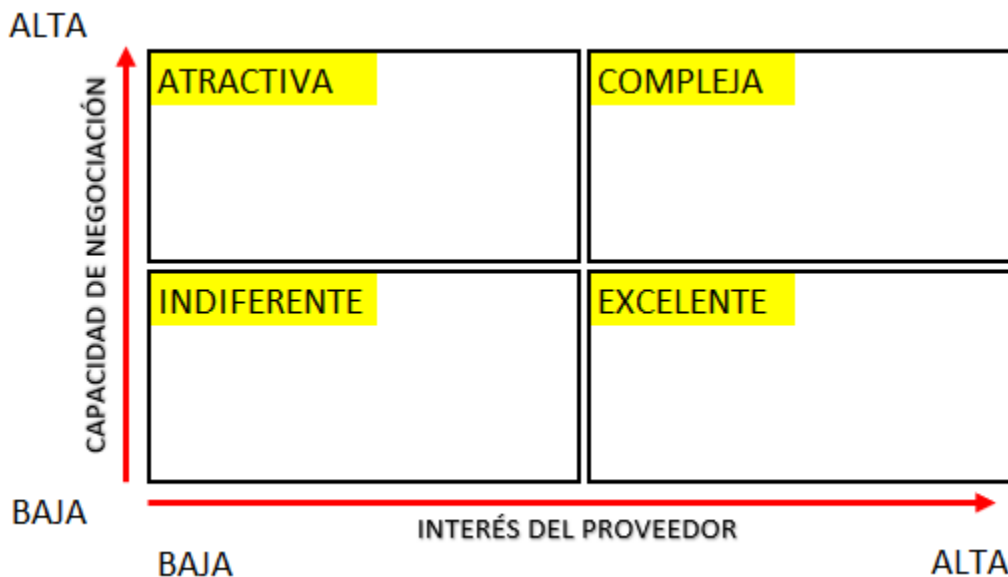 ALTA
CAPACIDAD DE NEGOCIACIÓN
ATRACTIVA
COMPLEJA
INDIFERENTE
EXCELENTE
BAJA
INTERÉS DEL PROVEEDOR
BAJA
ALTA